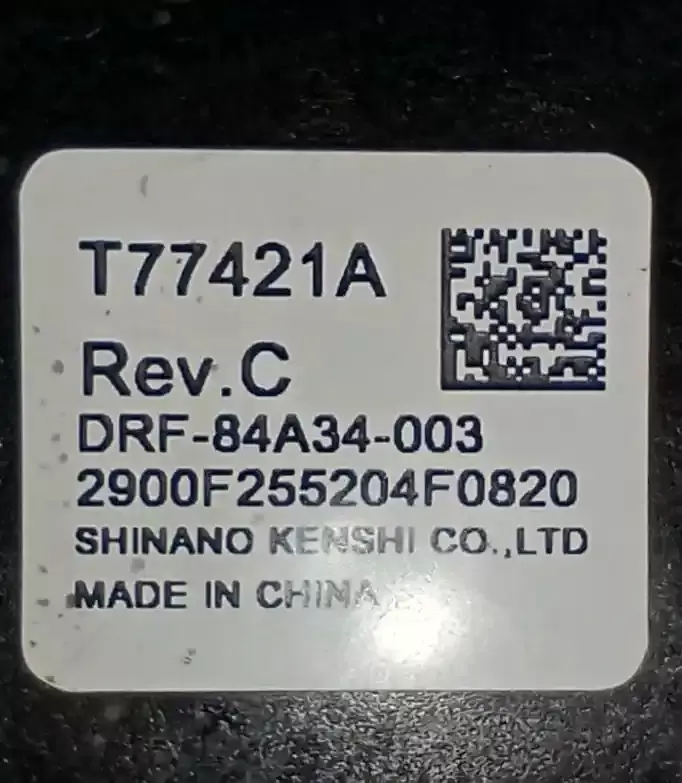 T77421A
Rev.C
DRF-84A34-003
2900F255204F0820
SHINANO KENSHI CO.,LTD
MADE IN CHINA